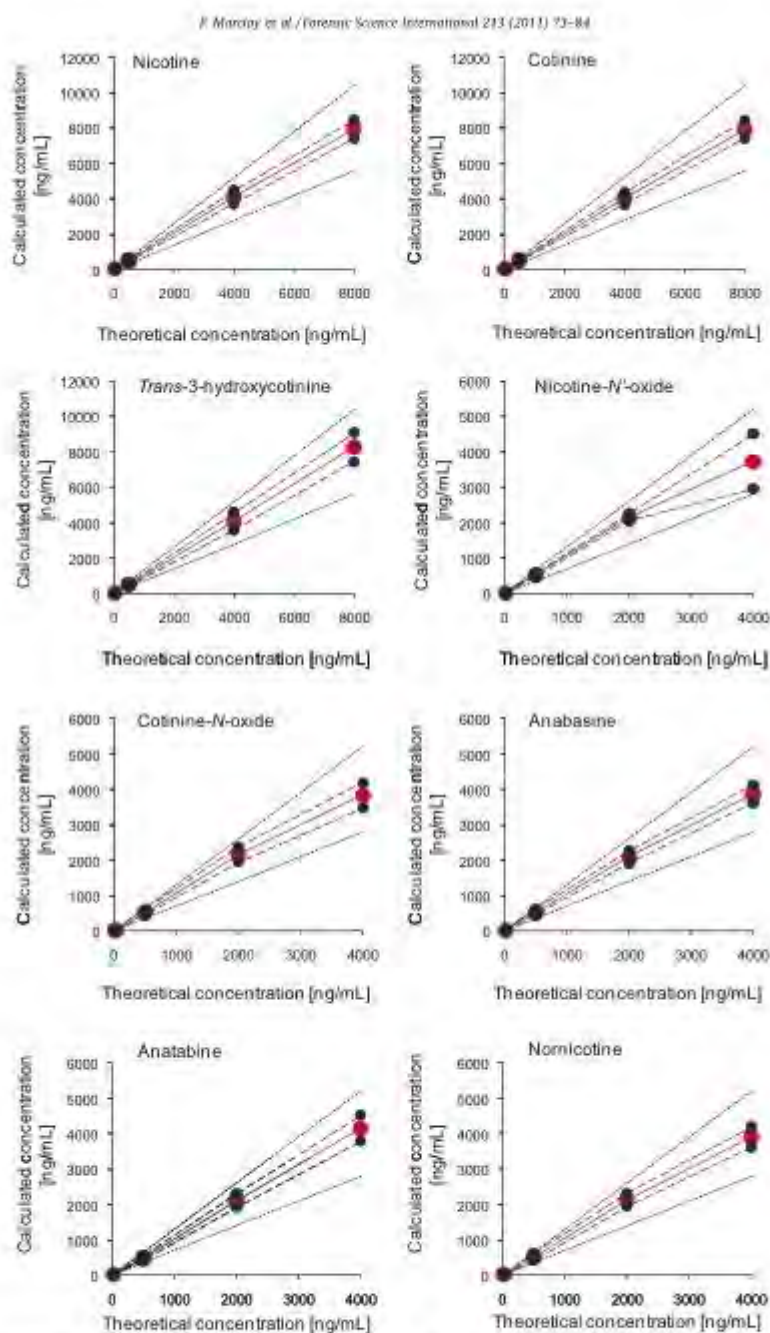 P. Marclay et al./Forensic Science International 213 (2011) 73–84
Nicotine
Calculated concentration
[ng/mL]
12000
10000
8000
6000
4000
2000
0
0 2000 4000 6000 8000
Theoretical concentration [ng/mL]
Cotinine
Calculated concentration
[ng/mL]
12000
10000
8000
6000
4000
2000
0
0 2000 4000 6000 8000
Theoretical concentration [ng/mL]
Trans-3-hydroxycotinine
Calculated concentration
[ng/mL]
12000
10000
8000
6000
4000
2000
0
0 2000 4000 6000 8000
Theoretical concentration [ng/mL]
Nicotine-N'-oxide
Calculated concentration
[ng/mL]
6000
5000
4000
3000
2000
1000
0
0 1000 2000 3000 4000
Theoretical concentration [ng/mL]
Cotinine-N-oxide
Calculated concentration
[ng/mL]
6000
5000
4000
3000
2000
1000
0
0 1000 2000 3000 4000
Theoretical concentration [ng/mL]
Anabasine
Calculated concentration
[ng/mL]
6000
5000
4000
3000
2000
1000
0
0 1000 2000 3000 4000
Theoretical concentration [ng/mL]
Anatabine
Calculated concentration
[ng/mL]
6000
5000
4000
3000
2000
1000
0
0 1000 2000 3000 4000
Theoretical concentration [ng/mL]
Nornicotine
Calculated concentration
[ng/mL]
6000
5000
4000
3000
2000
1000
0
0 1000 2000 3000 4000
Theoretical concentration [ng/mL]